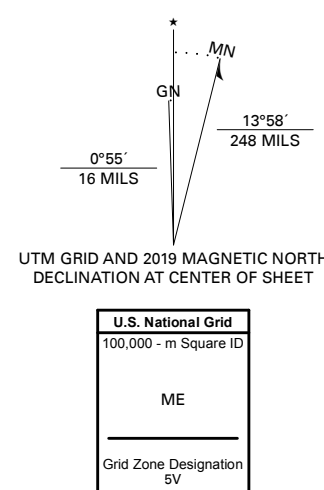 ★
MN
GN
13°58´
248 MILS
0°55´
16 MILS
UTM GRID AND 2019 MAGNETIC NORTH
DECLINATION AT CENTER OF SHEET
U.S. National Grid
100,000 - m Square ID
ME
Grid Zone Designation
5V